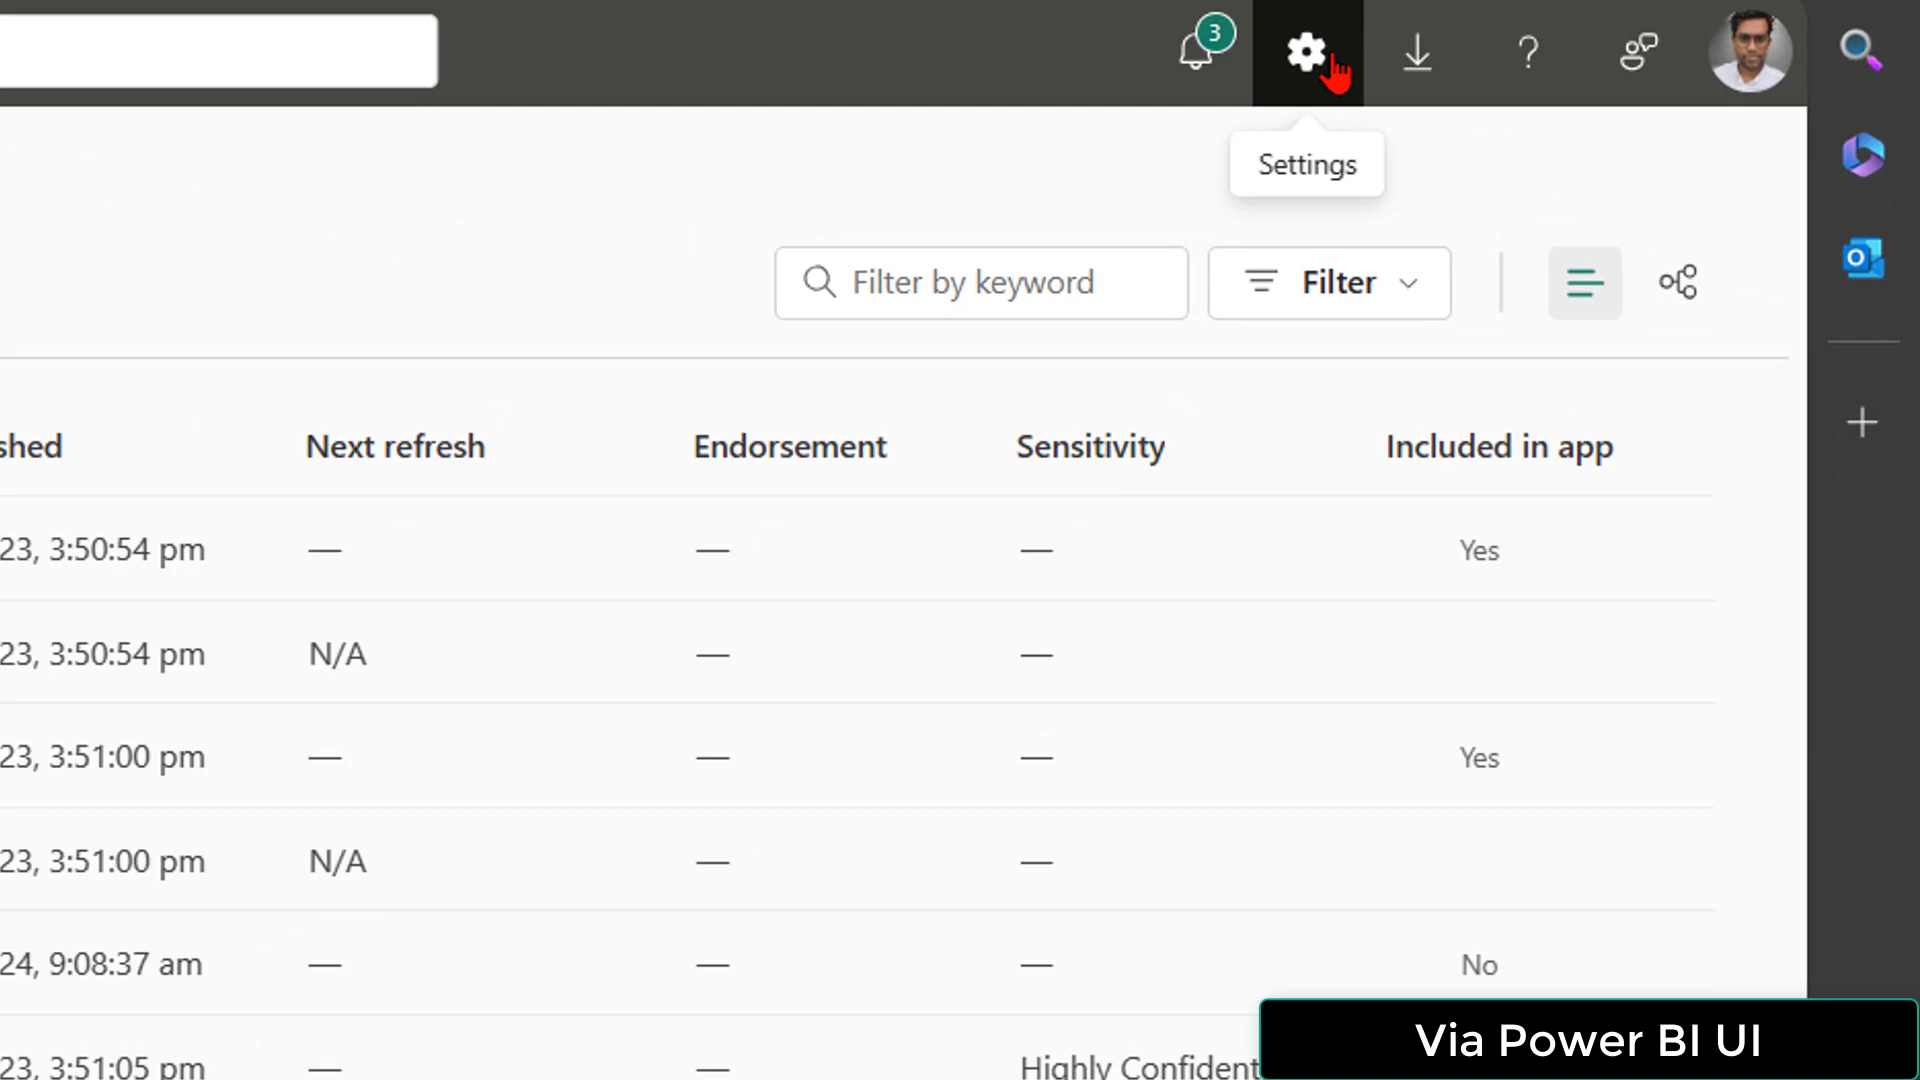 3
Settings
Filter by keyword
Filter
shed Next refresh Endorsement Sensitivity Included in app
23, 3:50:54 pm — — — Yes
23, 3:50:54 pm N/A — —
23, 3:51:00 pm — — — Yes
23, 3:51:00 pm N/A — —
24, 9:08:37 am — — — No
23, 3:51:05 pm — — Highly Confident
Via Power BI UI